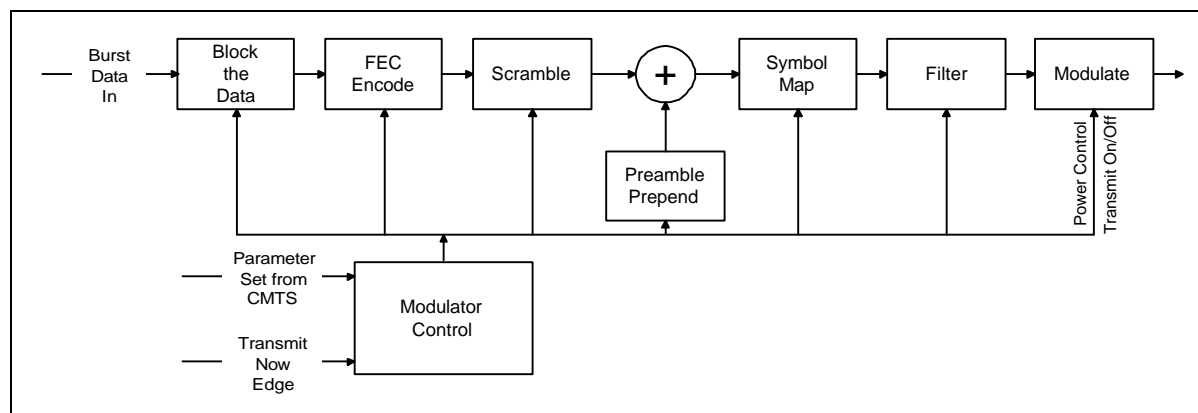 Burst
Data
In
Block
the
Data
FEC
Encode
Scramble
+
Symbol
Map
Filter
Modulate
Preamble
Prepend
Power Control
Transmit On/Off
Parameter
Set from
CMTS
Modulator
Control
Transmit
Now
Edge